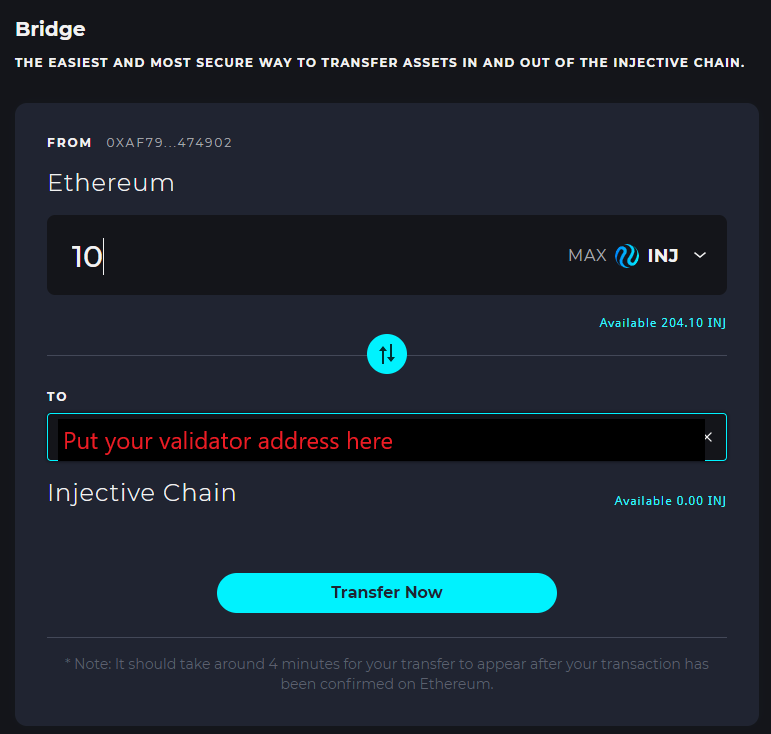 Bridge
THE EASIEST AND MOST SECURE WAY TO TRANSFER ASSETS IN AND OUT OF THE INJECTIVE CHAIN.
FROM 0XAF79...474902
Ethereum
10 MAX INJ
Available 204.10 INJ
TO
Put your validator address here ×
Injective Chain
Available 0.00 INJ
Transfer Now
* Note: It should take around 4 minutes for your transfer to appear after your transaction has
been confirmed on Ethereum.